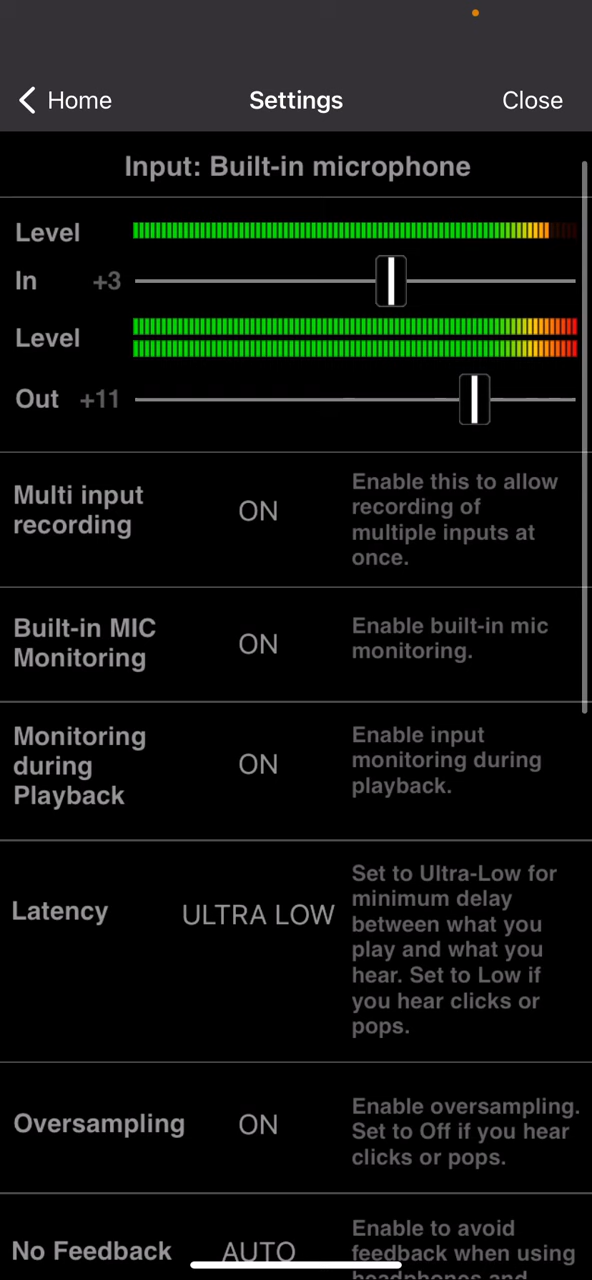 Home
Settings
Close
Input: Built-in microphone
Level
In +3
Level
Out +11
Multi input
recording
ON
Enable this to allow
recording of
multiple inputs at
once.
Built-in MIC
Monitoring
ON
Enable built-in mic
monitoring.
Monitoring
during
Playback
ON
Enable input
monitoring during
playback.
Latency
ULTRA LOW
Set to Ultra-Low for
minimum delay
between what you
play and what you
hear. Set to Low if
you hear clicks or
pops.
Oversampling
ON
Enable oversampling.
Set to Off if you hear
clicks or pops.
No Feedback
AUTO
Enable to avoid
feedback when using
headphones and